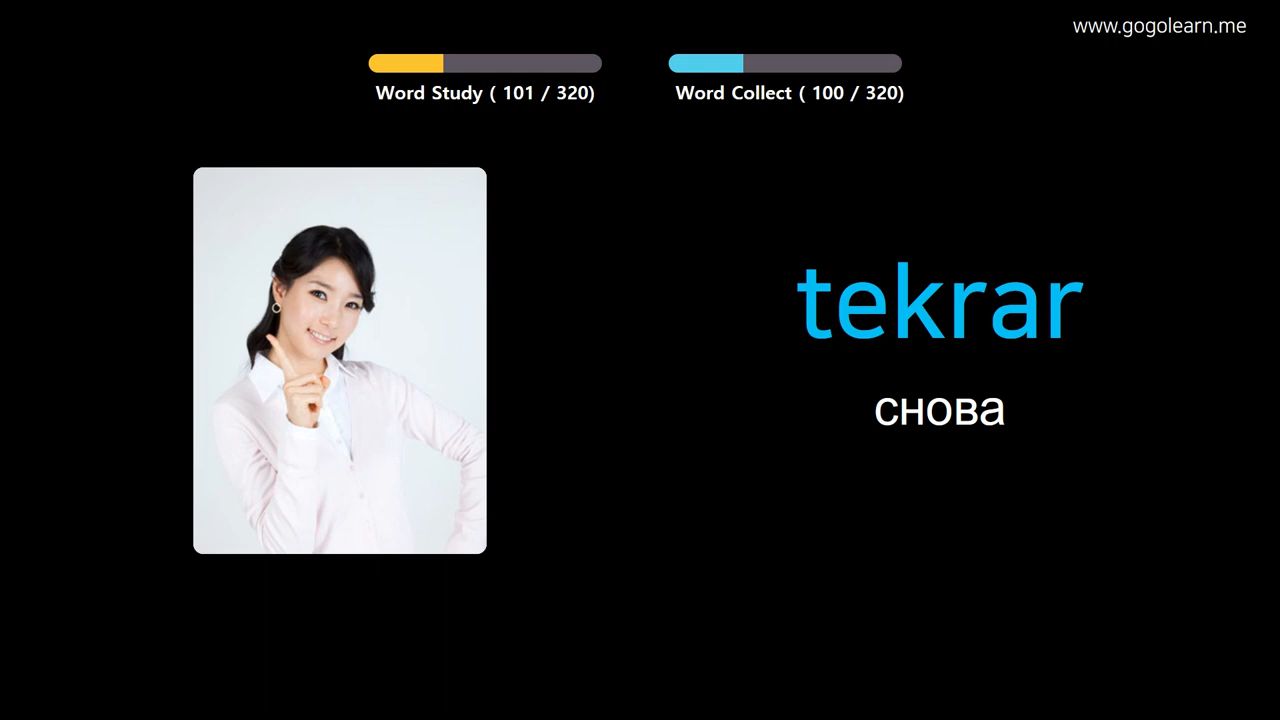 www.gogolearn.me
Word Study ( 101 / 320)
Word Collect ( 100 / 320)
tekrar
снова